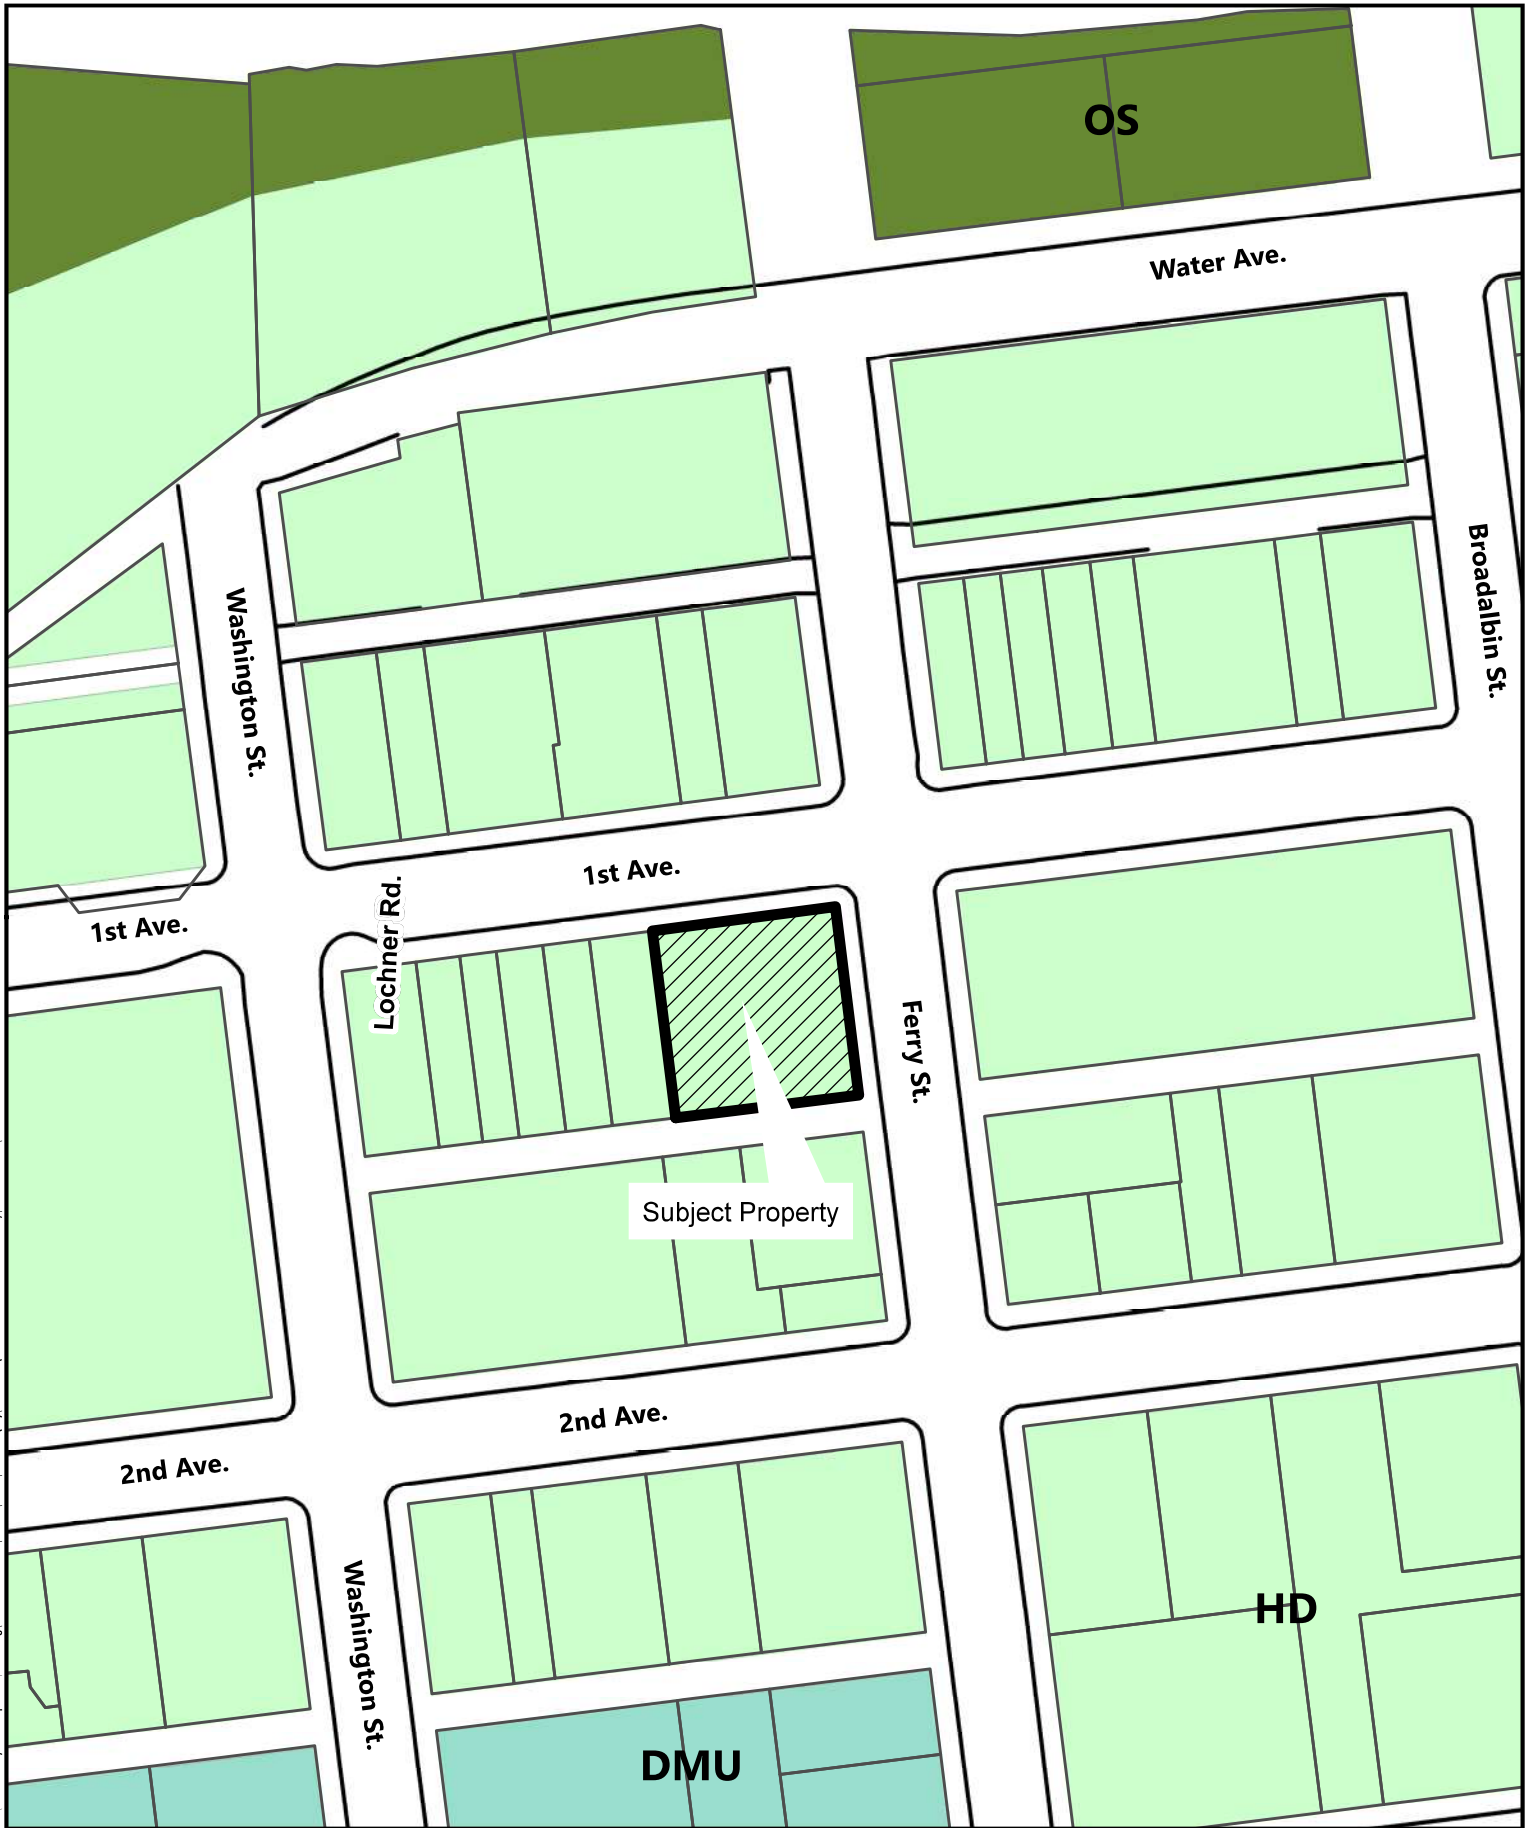 OS
Water Ave.
Washington St.
Broadalbin St.
1st Ave.
1st Ave.
Lochner Rd.
Ferry St.
Subject Property
2nd Ave.
2nd Ave.
Washington St.
HD
DMU